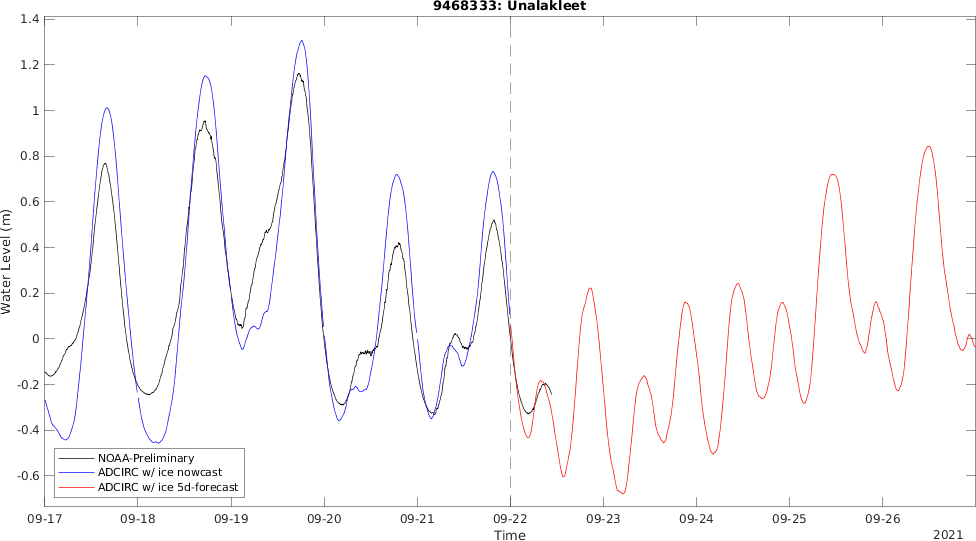 9468333: Unalakleet
1.4
1.2
1
0.8
0.6
0.4
0.2
0
-0.2
-0.4
-0.6
Water Level (m)
NOAA-Preliminary
ADCIRC w/ ice nowcast
ADCIRC w/ ice 5d-forecast
09-17 09-18 09-19 09-20 09-21 09-22 09-23 09-24 09-25 09-26
Time
2021